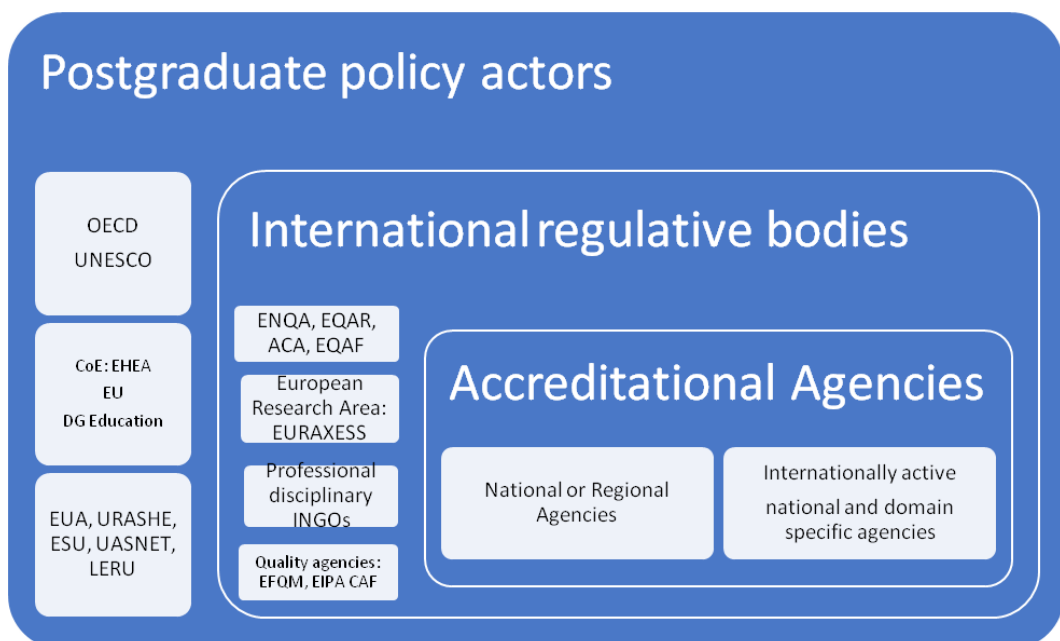 Postgraduate policy actors
OECD
UNESCO
CoE: EHEA
EU
DG Education
EUA, URASHE,
ESU, UASNET,
LERU
International regulative bodies
ENQA, EQAR,
ACA, EQAF
European
Research Area:
EURAXESS
Professional
disciplinary
INGOs
Quality agencies:
EFQM, EIPA CAF
Accreditational Agencies
National or Regional
Agencies
Internationally active
national and domain
specific agencies